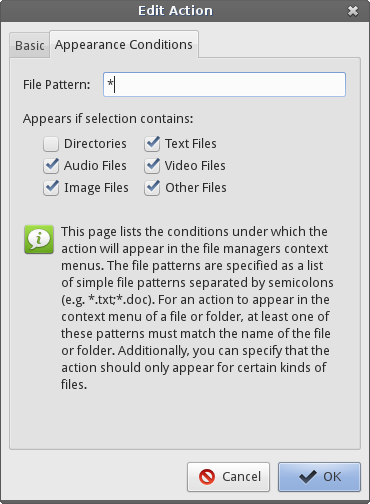 Edit Action
Basic Appearance Conditions
File Pattern: *
Appears if selection contains:
Directories Text Files
Audio Files Video Files
Image Files Other Files
This page lists the conditions under which the
action will appear in the file managers context
menus. The file patterns are specified as a list
of simple file patterns separated by semicolons
(e.g. *.txt;*.doc). For an action to appear in the
context menu of a file or folder, at least one of
these patterns must match the name of the file
or folder. Additionally, you can specify that the
action should only appear for certain kinds of
files.
Cancel OK